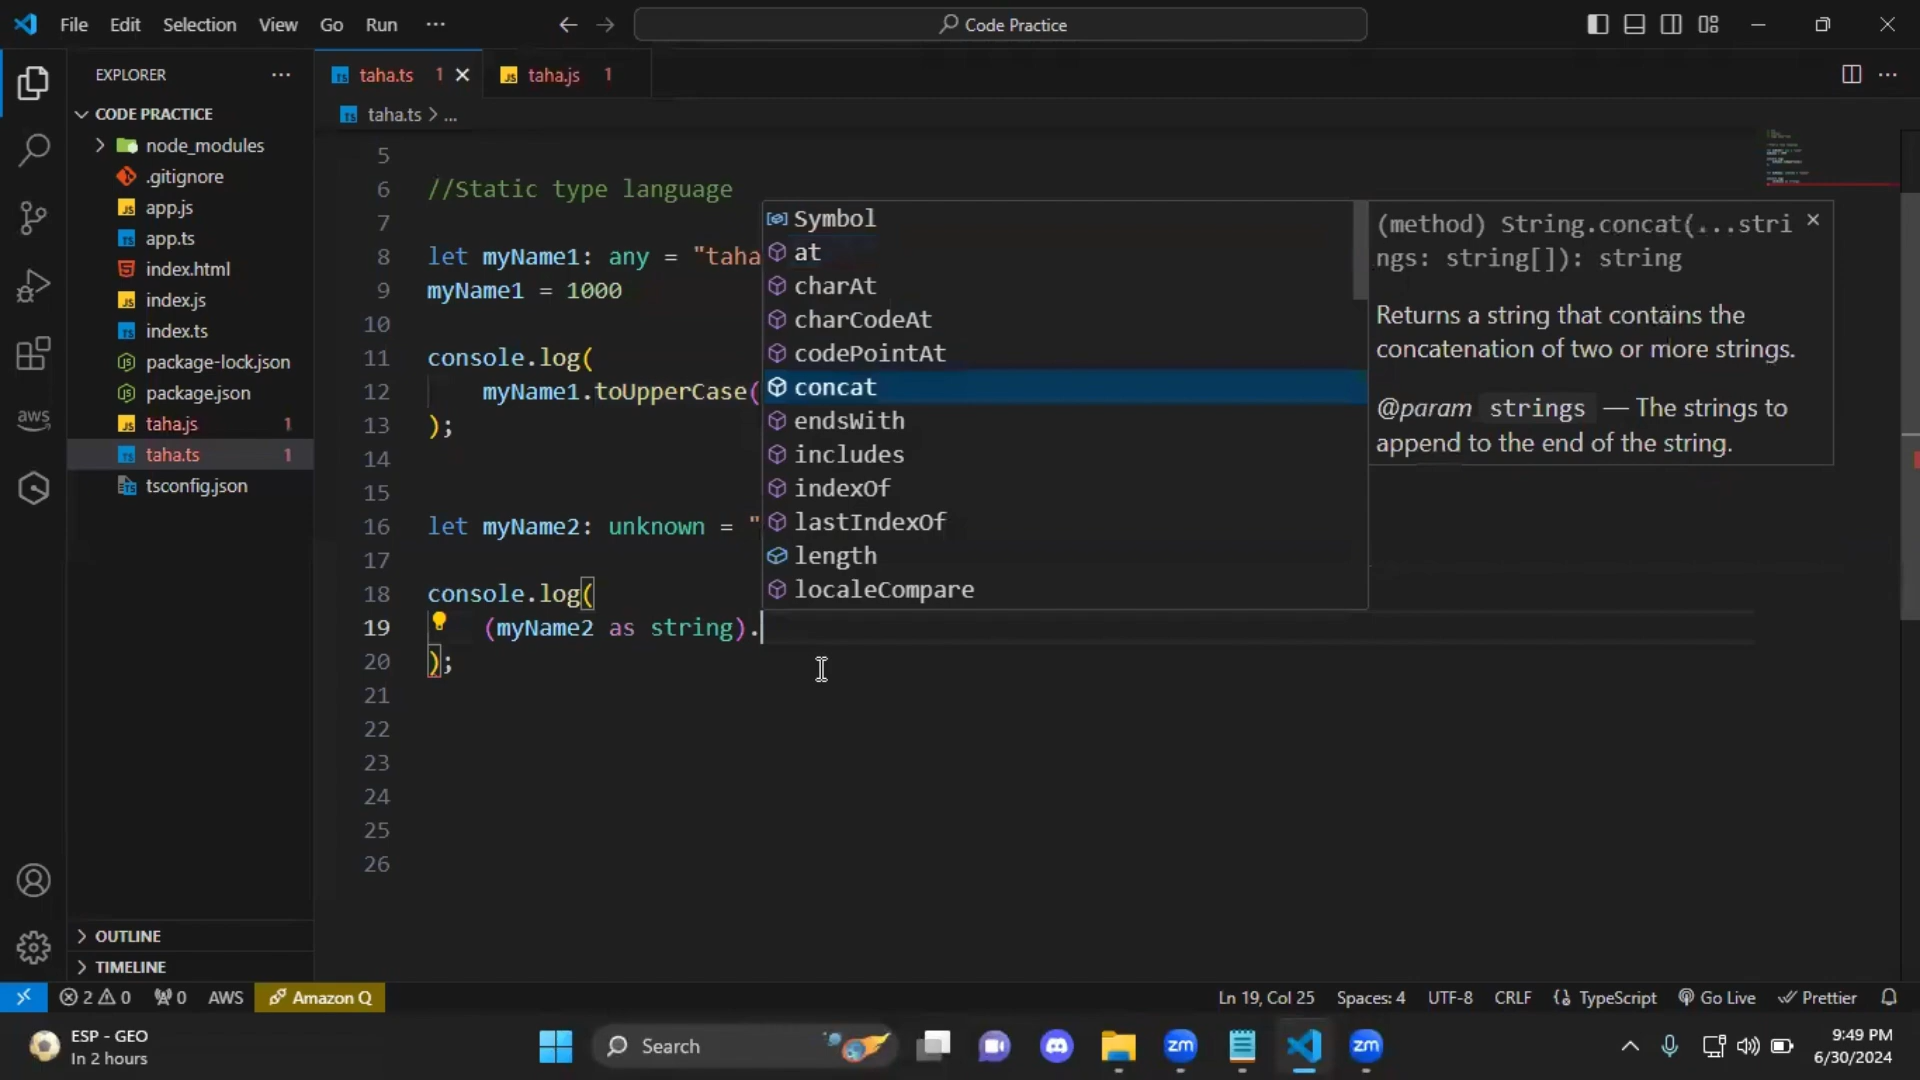 File Edit Selection View Go Run ···
Code Practice
EXPLORER
CODE PRACTICE
node_modules
.gitignore
app.js
app.ts
index.html
index.js
index.ts
package-lock.json
package.json
taha.js 1
taha.ts 1
tsconfig.json
OUTLINE
TIMELINE
aws
taha.ts 1
taha.js 1
taha.ts > ...
5
6 //Static type language
7
8 let myName1: any = "taha
9 myName1 = 1000
10
11 console.log(
12 myName1.toUpperCase(
13 );
14
15
16 let myName2: unknown = "
17
18 console.log(
19 (myName2 as string).
20 );
21
22
23
24
25
26
Symbol
at
charAt
charCodeAt
codePointAt
concat
endsWith
includes
indexOf
lastIndexOf
length
localeCompare
(method) String.concat(...stri
ngs: string[]): string
Returns a string that contains the
concatenation of two or more strings.
@param strings — The strings to
append to the end of the string.
2 0 0 AWS Amazon Q
Ln 19, Col 25 Spaces: 4 UTF-8 CRLF {} TypeScript Go Live Prettier
ESP - GEO
In 2 hours
Search
zm
zm
9:49 PM
6/30/2024